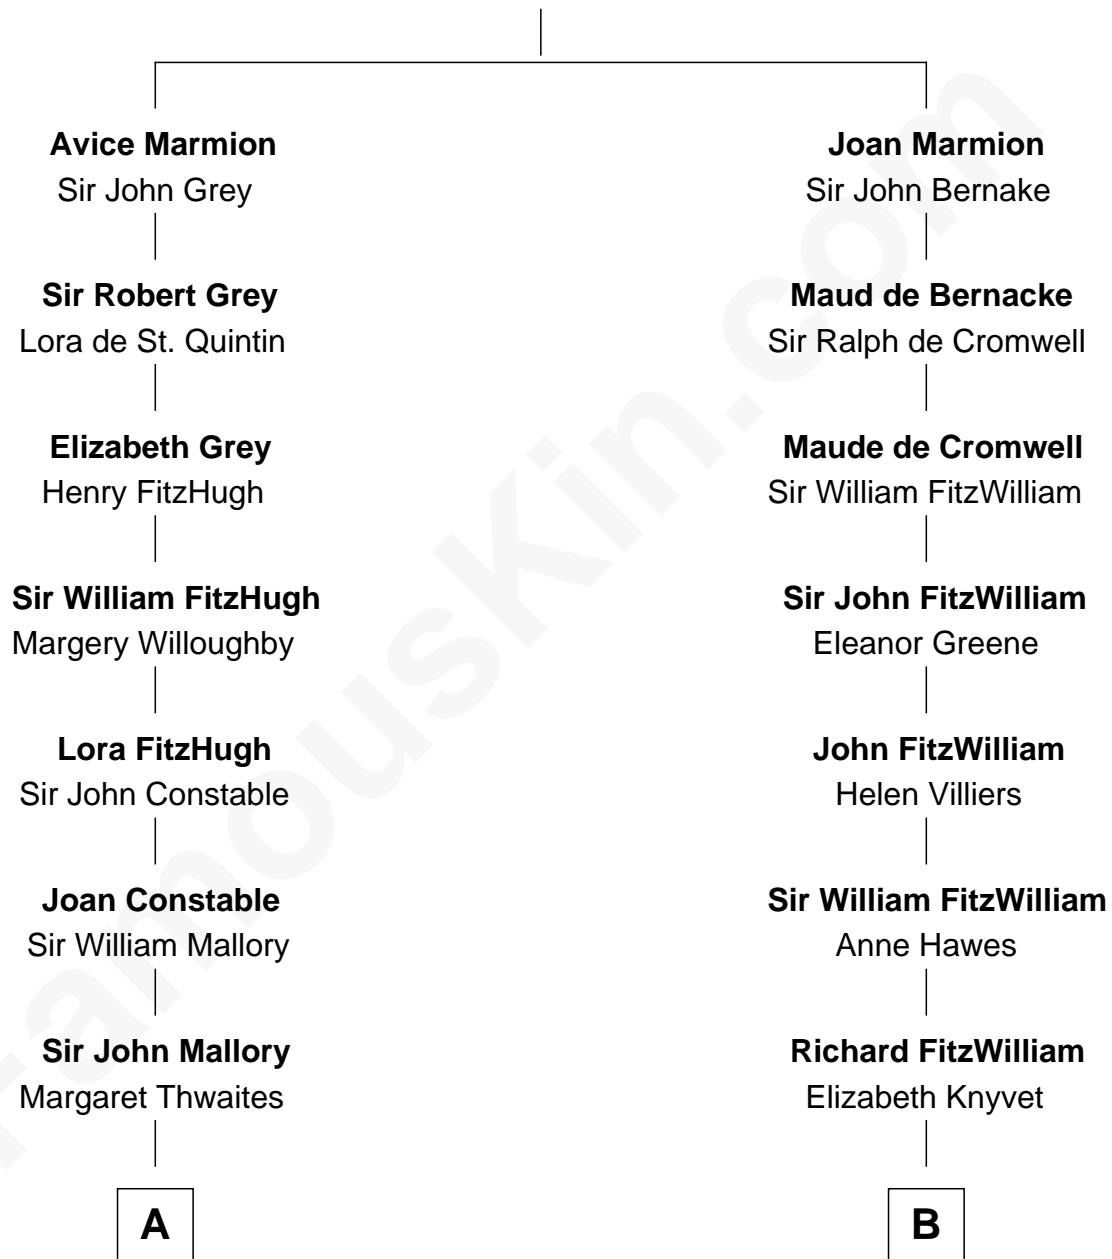 Avice Marmion
Sir John Grey
Sir Robert Grey
Lora de St. Quintin
Elizabeth Grey
Henry FitzHugh
Sir William FitzHugh
Margery Willoughby
Lora FitzHugh
Sir John Constable
Joan Constable
Sir William Mallory
Sir John Mallory
Margaret Thwaites
A
Joan Marmion
Sir John Bernake
Maud de Bernacke
Sir Ralph de Cromwell
Maude de Cromwell
Sir William FitzWilliam
Sir John FitzWilliam
Eleanor Greene
John FitzWilliam
Helen Villiers
Sir William FitzWilliam
Anne Hawes
Richard FitzWilliam
Elizabeth Knyvet
B
FamousKin.com